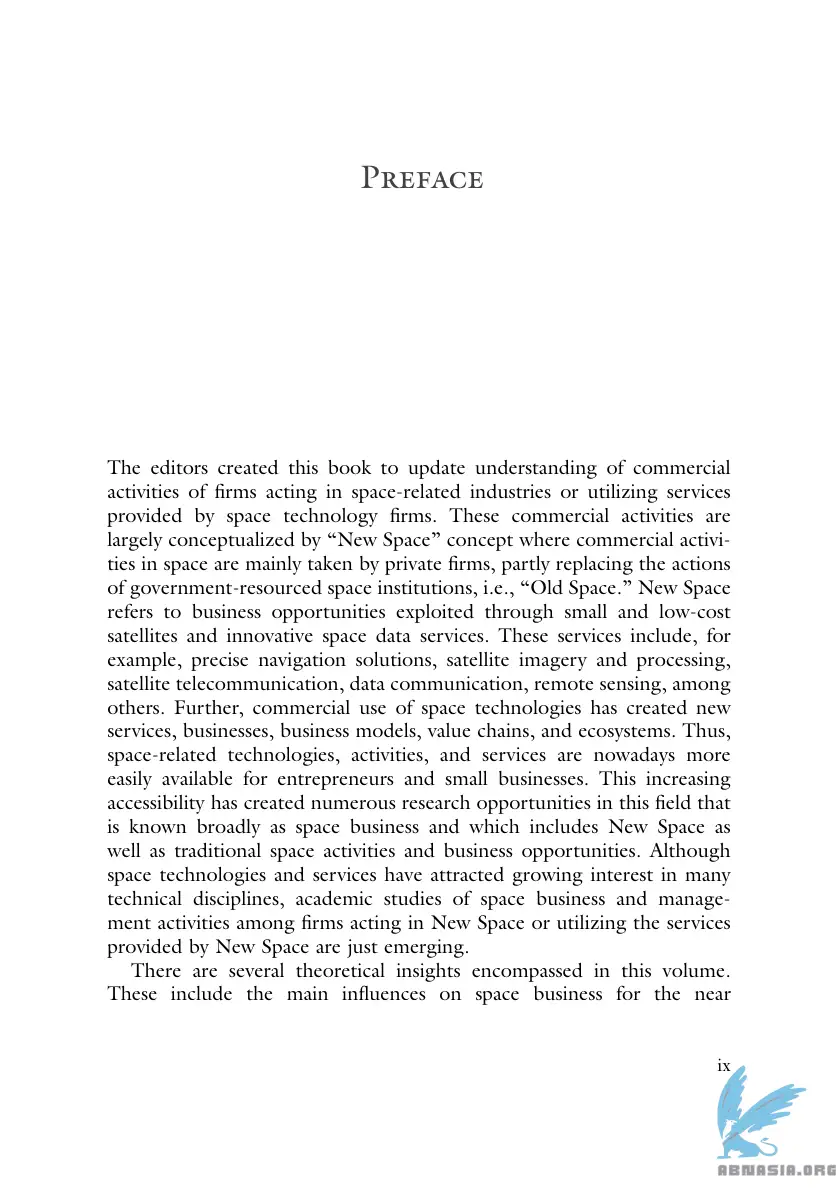 PREFACE
The editors created this book to update understanding of commercial
activities of firms acting in space-related industries or utilizing services
provided by space technology firms. These commercial activities are
largely conceptualized by “New Space” concept where commercial activi-
ties in space are mainly taken by private firms, partly replacing the actions
of government-resourced space institutions, i.e., “Old Space.” New Space
refers to business opportunities exploited through small and low-cost
satellites and innovative space data services. These services include, for
example, precise navigation solutions, satellite imagery and processing,
satellite telecommunication, data communication, remote sensing, among
others. Further, commercial use of space technologies has created new
services, businesses, business models, value chains, and ecosystems. Thus,
space-related technologies, activities, and services are nowadays more
easily available for entrepreneurs and small businesses. This increasing
accessibility has created numerous research opportunities in this field that
is known broadly as space business and which includes New Space as
well as traditional space activities and business opportunities. Although
space technologies and services have attracted growing interest in many
technical disciplines, academic studies of space business and manage-
ment activities among firms acting in New Space or utilizing the services
provided by New Space are just emerging.
There are several theoretical insights encompassed in this volume.
These include the main influences on space business for the near
ix
ABNASIA.ORG